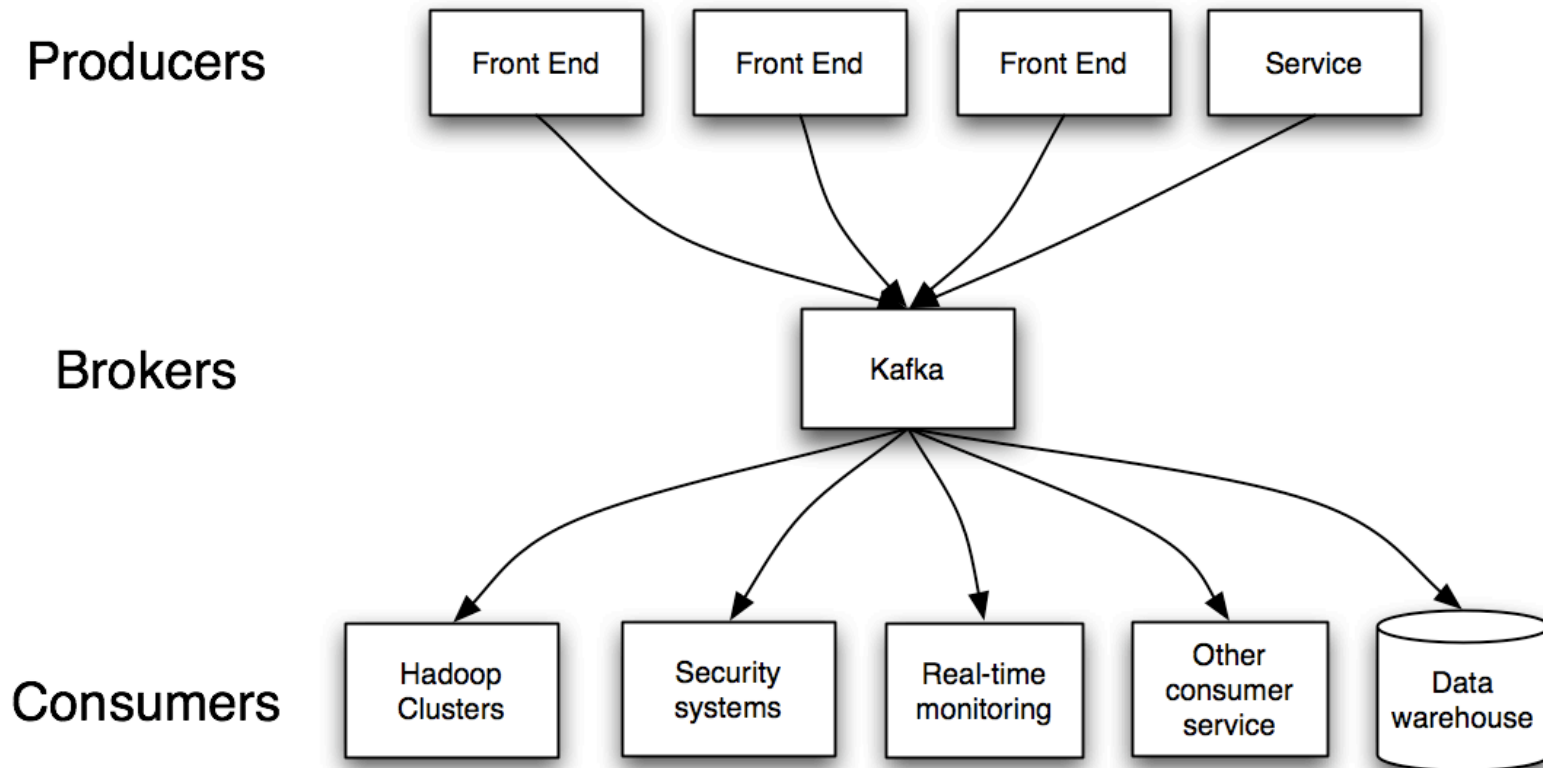 Producers
Front End
Front End
Front End
Service
Brokers
Kafka
Consumers
Hadoop
Clusters
Security
systems
Real-time
monitoring
Other
consumer
service
Data
warehouse